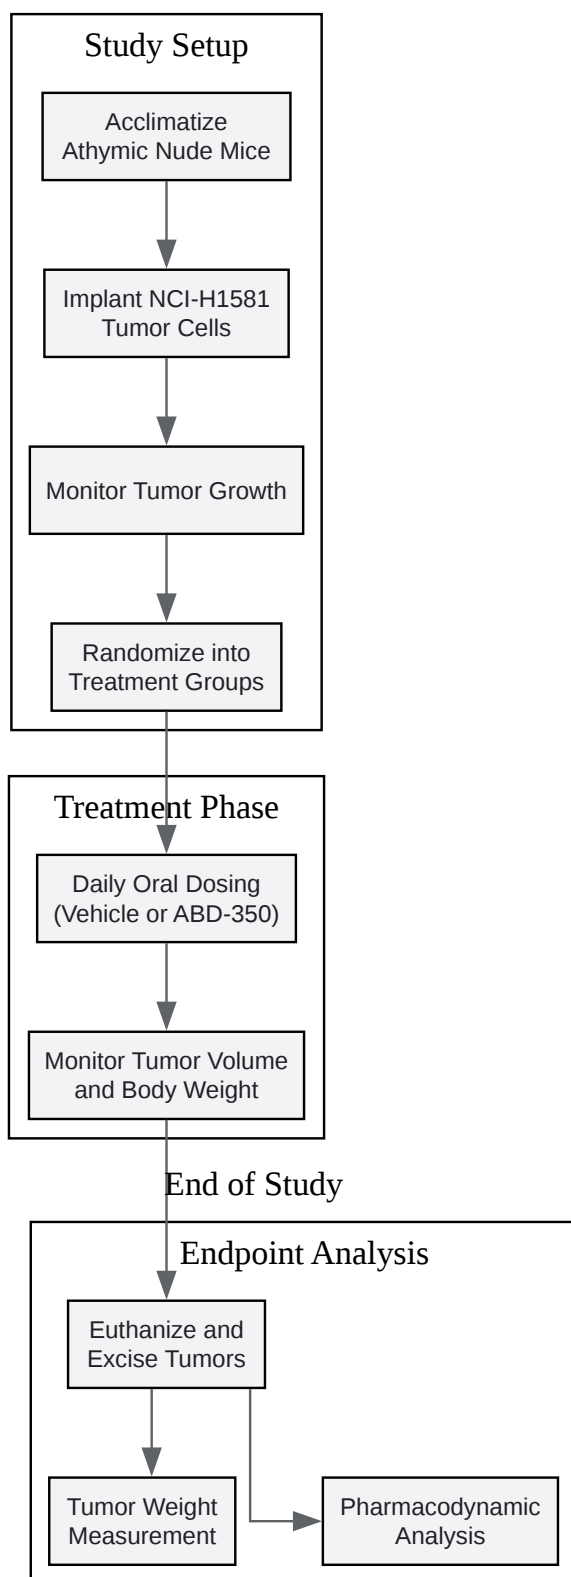 Study Setup
Acclimatize
Athymic Nude Mice
Implant NCI-H1581
Tumor Cells
Monitor Tumor Growth
Randomize into
Treatment Groups
Treatment Phase
Daily Oral Dosing
(Vehicle or ABD-350)
Monitor Tumor Volume
and Body Weight
End of Study
Endpoint Analysis
Euthanize and
Excise Tumors
Tumor Weight
Measurement
Pharmacodynamic
Analysis